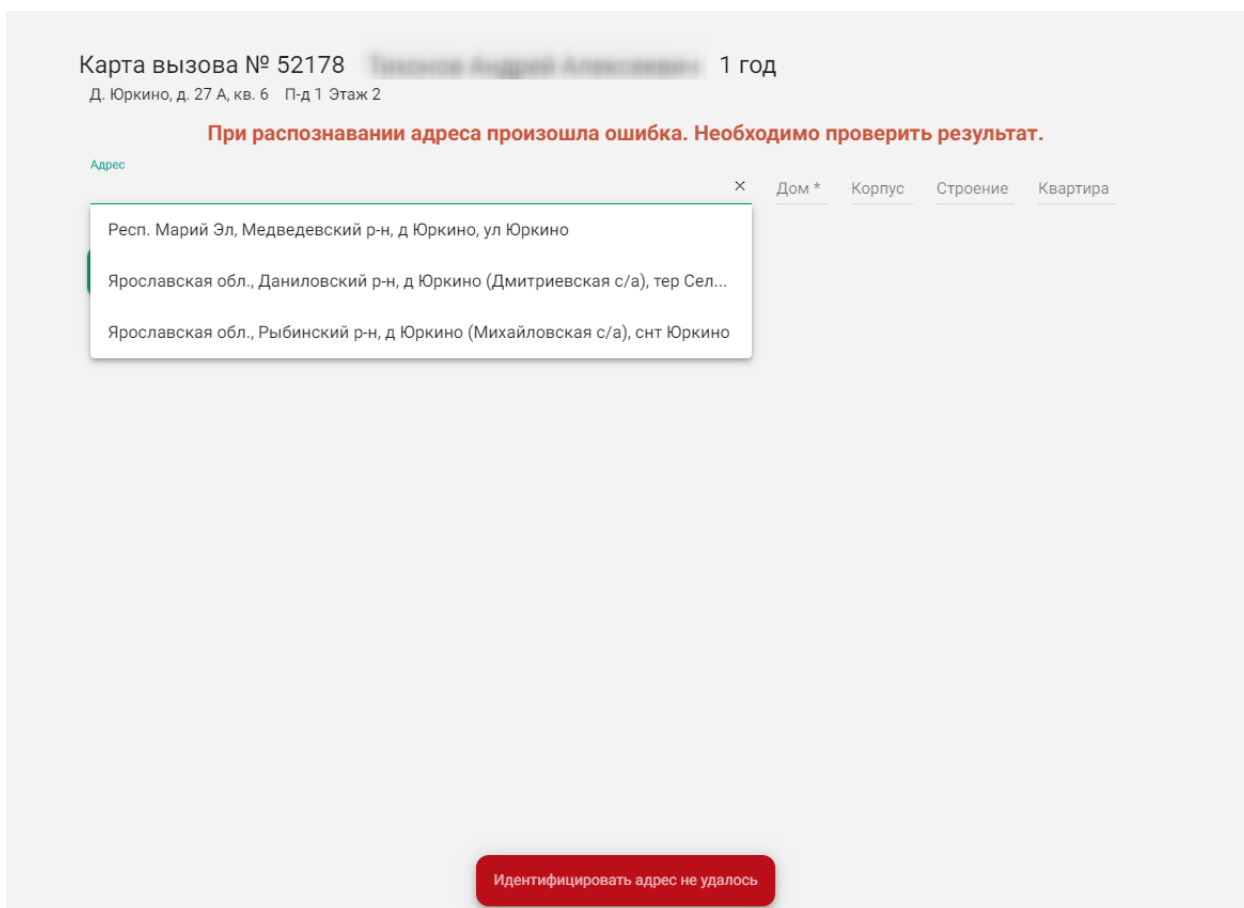 Карта вызова № 52178 1 год
Д. Юркино, д. 27 А, кв. 6 П-д 1 Этаж 2
При распознавании адреса произошла ошибка. Необходимо проверить результат.
Адрес
× Дом * Корпус Строение Квартира
Респ. Марий Эл, Медведевский р-н, д Юркино, ул Юркино
Ярославская обл., Даниловский р-н, д Юркино (Дмитриевская с/а), тер Сел...
Ярославская обл., Рыбинский р-н, д Юркино (Михайловская с/а), снт Юркино
Идентифицировать адрес не удалось